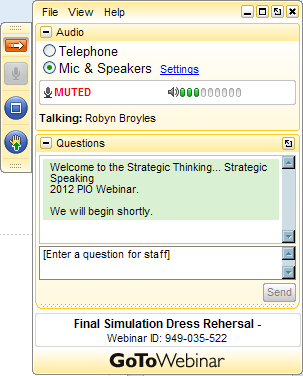 File View Help
Audio
Telephone
Mic & Speakers Settings
MUTED
Talking: Robyn Broyles
Questions
Welcome to the Strategic Thinking... Strategic
Speaking
2012 PIO Webinar.
We will begin shortly.
[Enter a question for staff]
Send
Final Simulation Dress Rehersal -
Webinar ID: 949-035-522
GoToWebinar